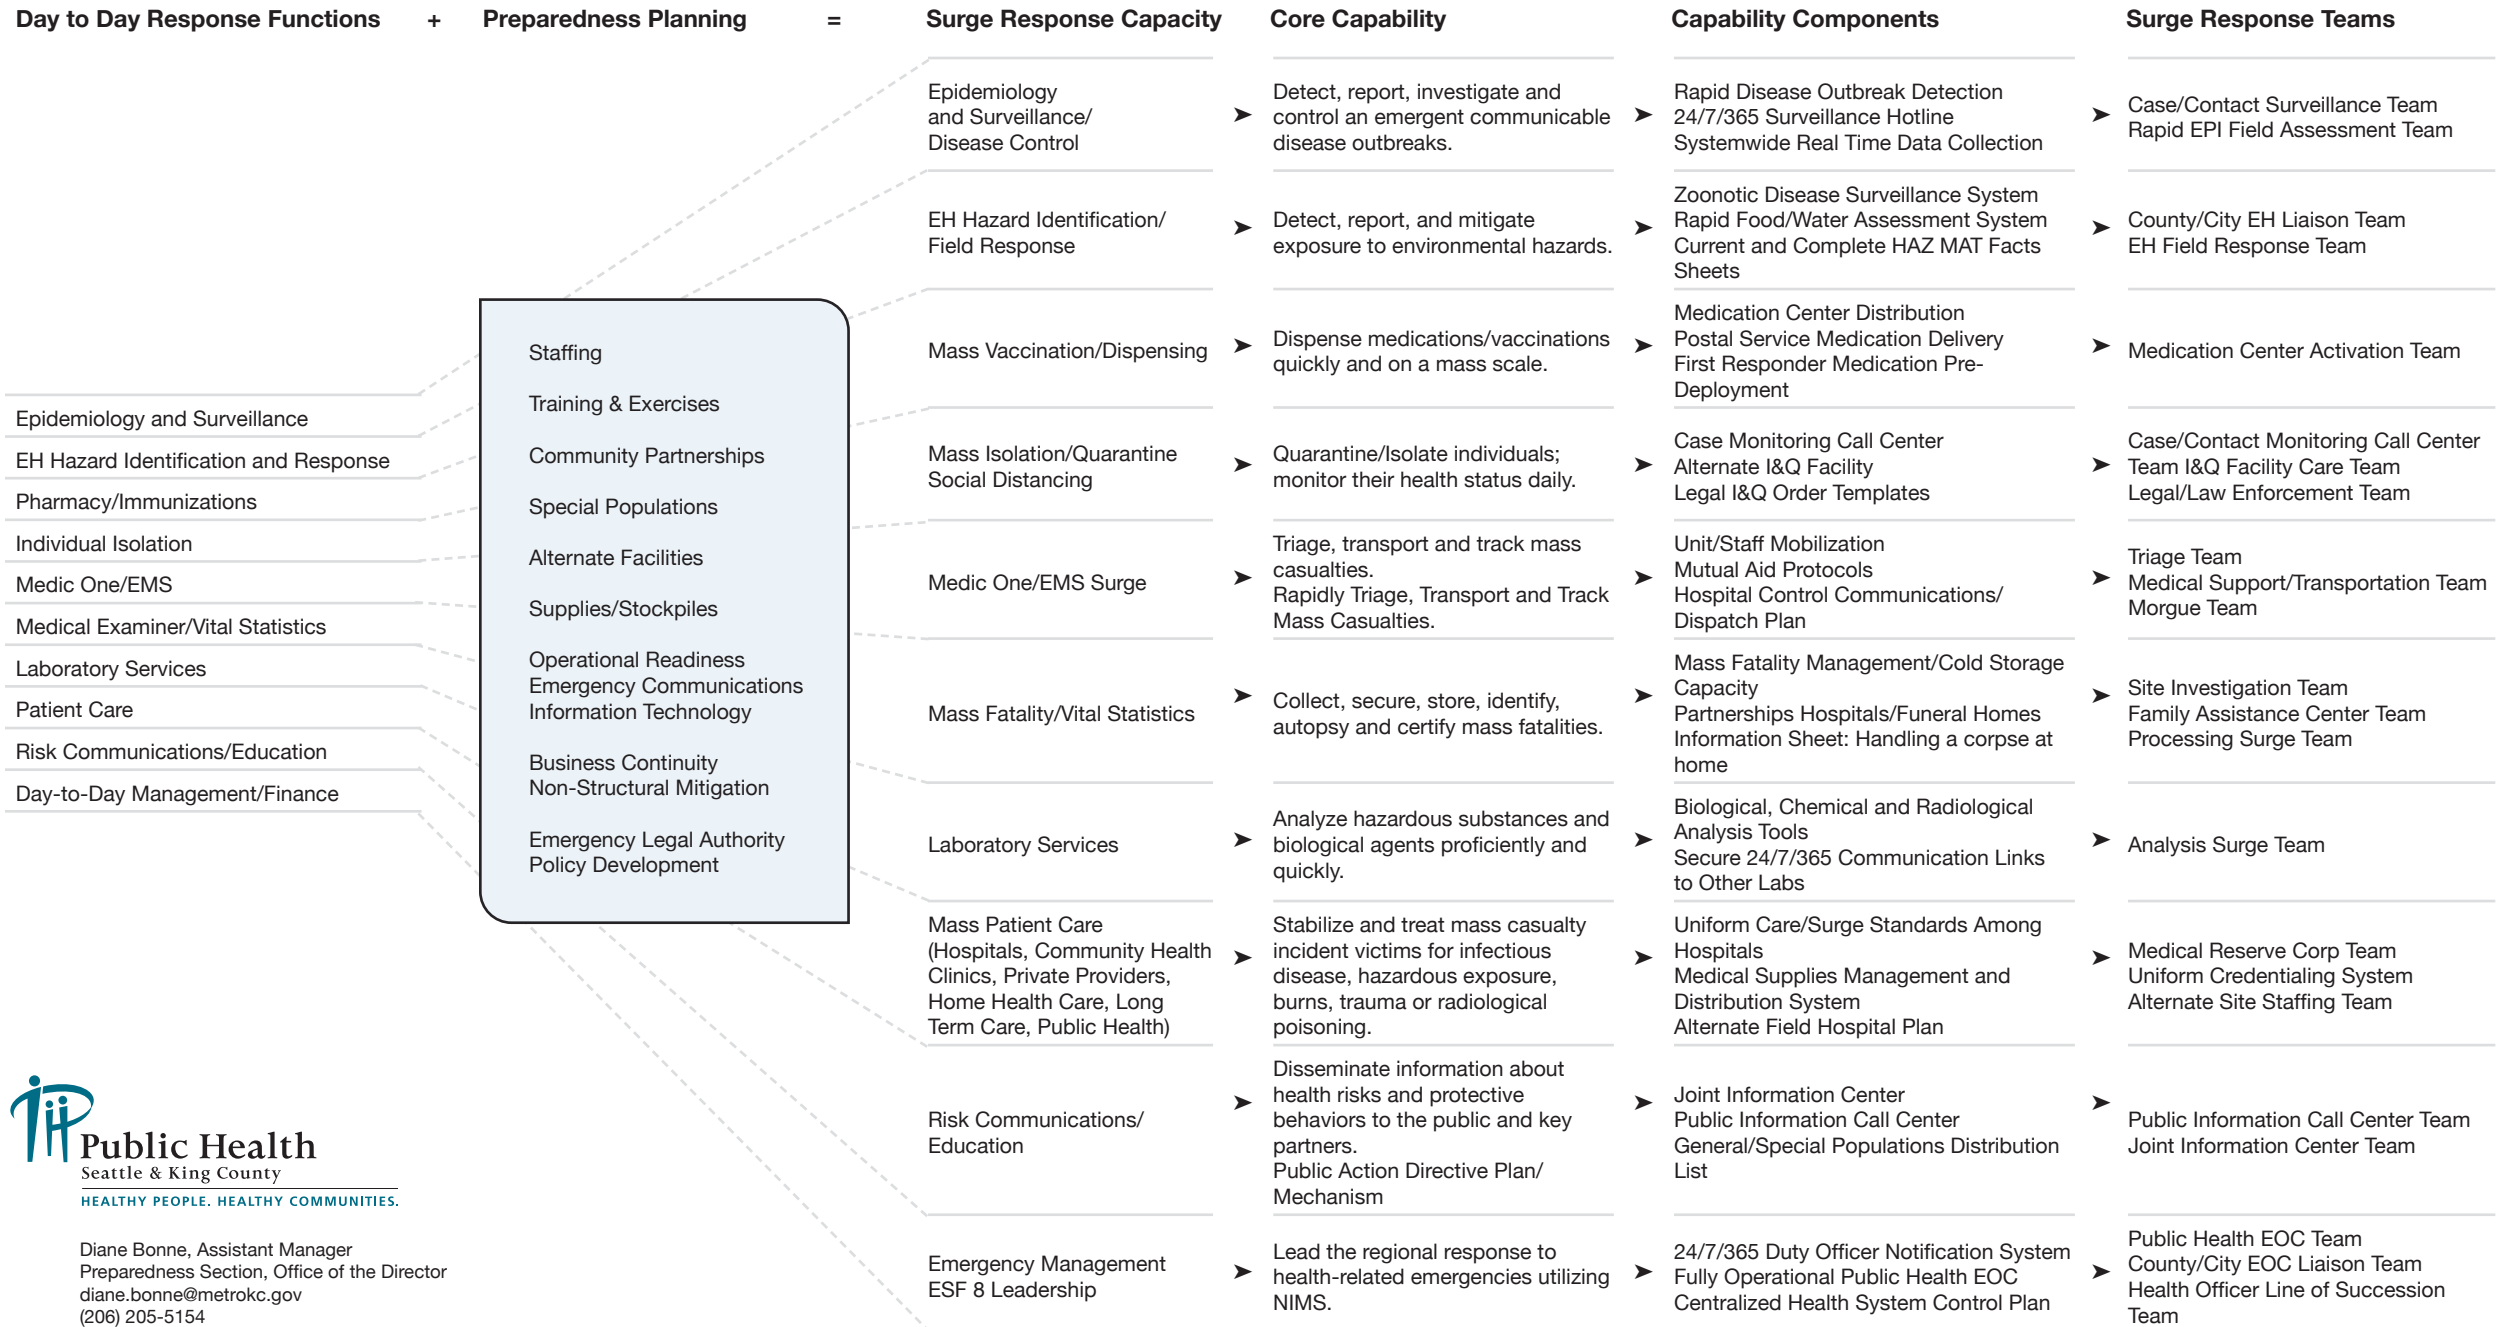 Day to Day Response Functions + Preparedness Planning = Surge Response Capacity Core Capability Capability Components Surge Response Teams
Epidemiology and Surveillance
EH Hazard Identification and Response
Pharmacy/Immunizations
Individual Isolation
Medic One/EMS
Medical Examiner/Vital Statistics
Laboratory Services
Patient Care
Risk Communications/Education
Day-to-Day Management/Finance
Staffing
Training & Exercises
Community Partnerships
Special Populations
Alternate Facilities
Supplies/Stockpiles
Operational Readiness
Emergency Communications
Information Technology
Business Continuity
Non-Structural Mitigation
Emergency Legal Authority
Policy Development
Epidemiology
and Surveillance/
Disease Control
Detect, report, investigate and
control an emergent communicable
disease outbreaks.
Rapid Disease Outbreak Detection
24/7/365 Surveillance Hotline
Systemwide Real Time Data Collection
Case/Contact Surveillance Team
Rapid EPI Field Assessment Team
EH Hazard Identification/
Field Response
Detect, report, and mitigate
exposure to environmental hazards.
Zoonotic Disease Surveillance System
Rapid Food/Water Assessment System
Current and Complete HAZ MAT Facts
Sheets
County/City EH Liaison Team
EH Field Response Team
Mass Vaccination/Dispensing
Dispense medications/vaccinations
quickly and on a mass scale.
Medication Center Distribution
Postal Service Medication Delivery
First Responder Medication Pre-
Deployment
Medication Center Activation Team
Mass Isolation/Quarantine
Social Distancing
Quarantine/Isolate individuals;
monitor their health status daily.
Case Monitoring Call Center
Alternate I&Q Facility
Legal I&Q Order Templates
Case/Contact Monitoring Call Center
Team I&Q Facility Care Team
Legal/Law Enforcement Team
Medic One/EMS Surge
Triage, transport and track mass
casualties.
Rapidly Triage, Transport and Track
Mass Casualties.
Unit/Staff Mobilization
Mutual Aid Protocols
Hospital Control Communications/
Dispatch Plan
Triage Team
Medical Support/Transportation Team
Morgue Team
Mass Fatality/Vital Statistics
Collect, secure, store, identify,
autopsy and certify mass fatalities.
Mass Fatality Management/Cold Storage
Capacity
Partnerships Hospitals/Funeral Homes
Information Sheet: Handling a corpse at
home
Site Investigation Team
Family Assistance Center Team
Processing Surge Team
Laboratory Services
Analyze hazardous substances and
biological agents proficiently and
quickly.
Biological, Chemical and Radiological
Analysis Tools
Secure 24/7/365 Communication Links
to Other Labs
Analysis Surge Team
Mass Patient Care
(Hospitals, Community Health
Clinics, Private Providers,
Home Health Care, Long
Term Care, Public Health)
Stabilize and treat mass casualty
incident victims for infectious
disease, hazardous exposure,
burns, trauma or radiological
poisoning.
Uniform Care/Surge Standards Among
Hospitals
Medical Supplies Management and
Distribution System
Alternate Field Hospital Plan
Medical Reserve Corp Team
Uniform Credentialing System
Alternate Site Staffing Team
Risk Communications/
Education
Disseminate information about
health risks and protective
behaviors to the public and key
partners.
Public Action Directive Plan/
Mechanism
Joint Information Center
Public Information Call Center
General/Special Populations Distribution
List
Public Information Call Center Team
Joint Information Center Team
Emergency Management
ESF 8 Leadership
Lead the regional response to
health-related emergencies utilizing
NIMS.
24/7/365 Duty Officer Notification System
Fully Operational Public Health EOC
Centralized Health System Control Plan
Public Health EOC Team
County/City EOC Liaison Team
Health Officer Line of Succession
Team
Public Health
Seattle & King County
HEALTHY PEOPLE. HEALTHY COMMUNITIES.
Diane Bonne, Assistant Manager
Preparedness Section, Office of the Director
diane.bonne@metrokc.gov
(206) 205-5154